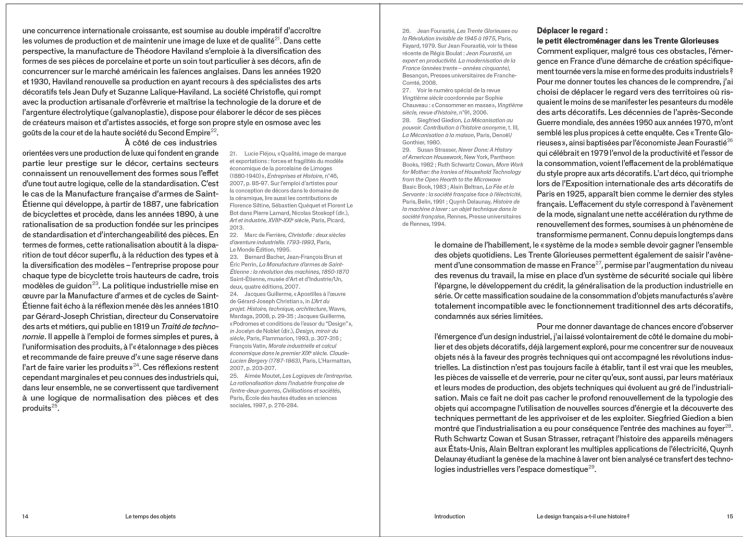 une concurrence internationale croissante, est soumise au double impératif d'accroître
les volumes de production et de maintenir une image de luxe et de qualité21. Dans cette
perspective, la manufacture de Théodore Haviland s'emploie à la diversification des
formes de ses pièces de porcelaine et porte un soin tout particulier à ses décors, afin de
concurrencer sur le marché américain les faïences anglaises. Dans les années 1920
et 1930, Haviland renouvelle sa production en ayant recours à des spécialistes des arts
décoratifs tels Jean Dufy et Suzanne Lalique-Haviland. La société Christofle, qui rompt
avec la production artisanale d'orfèvrerie et maîtrise la technologie de la dorure et de
l'argenture électrolytique (galvanoplastie), dispose pour élaborer le décor de ses pièces
de créateurs maison et d'artistes associés, et forge son propre style en osmose avec les
goûts de la cour et de la haute société du Second Empire22.
À côté de ces industries
orientées vers une production de luxe qui fondent en grande
partie leur prestige sur le décor, certains secteurs
connaissent un renouvellement des formes sous l'effet
d'une tout autre logique, celle de la standardisation. C'est
le cas de la Manufacture française d'armes de Saint-
Étienne qui développe, à partir de 1887, une fabrication
de bicyclettes et procède, dans les années 1890, à une
rationalisation de sa production fondée sur les principes
de standardisation et d'interchangeabilité des pièces. En
termes de formes, cette rationalisation aboutit à la dispa-
rition de tout décor superflu, à la réduction des types et à
la diversification des modèles – l'entreprise propose pour
chaque type de bicyclette trois hauteurs de cadre, trois
modèles de guidon23. La politique industrielle mise en
œuvre par la Manufacture d'armes et de cycles de Saint-
Étienne fait écho à la réflexion menée dès les années 1810
par Gérard-Joseph Christian, directeur du Conservatoire
des arts et métiers, qui publie en 1819 un Traité de techno-
nomie. Il appelle à l'emploi de formes simples et pures, à
l'uniformisation des produits, à l'« étalonnage » des pièces
et recommande de faire preuve d'« une sage réserve dans
l'art de faire varier les produits »24. Ces réflexions restent
cependant marginales et peu connues des industriels qui,
dans leur ensemble, ne se convertissent que tardivement
à une logique de normalisation des pièces et des
produits25.
21. Lucie Fléjou, « Qualité, image de marque
et exportations : forces et fragilités du modèle
économique de la porcelaine de Limoges
(1880-1940) », Entreprises et Histoire, n°46,
2007, p. 85-97. Sur l'emploi d'artistes pour
la céramique, lire aussi les contributions de
Florence Slitine, Sébastien Quéquet et Florent Le
Bot dans Pierre Lamard, Nicolas Stoskopf (dir.),
Art et industrie, XVIIIe-XXIe siècle, Paris, Picard,
2013.
22. Marc de Ferrière, Christofle : deux siècles
d'aventure industrielle. 1793-1993, Paris,
Le Monde Édition, 1995.
23. Bernard Bacher, Jean-François Brun et
Éric Perrin, La Manufacture d'armes de Saint-
Étienne : la révolution des machines, 1850-1870
Saint-Étienne, musée d'Art et d'Industrie/Un,
deux, quatre éditions, 2007.
24. Jacques Guillerme, « Apostilles à l'œuvre
de Gérard-Joseph Christian », in L'Art du
projet. Histoire, technique, architecture, Wavre,
Mardaga, 2008, p. 29-35 ; Jacques Guillerme,
« Podromes et conditions de l'essor du "Design" »,
in Jocelyn de Noblet (dir.), Design, miroir du
siècle, Paris, Flammarion, 1993, p. 307-316 ;
François Vatin, Morale industrielle et calcul
économique dans le premier XIXe siècle. Claude-
Lucien Bergery (1787-1863), Paris, L'Harmattan,
2007, p. 203-207.
25. Aimée Moutet, Les Logiques de l'entreprise.
La rationalisation dans l'industrie française de
l'entre-deux-guerres, Civilisations et sociétés,
Paris, École des hautes études en sciences
sociales, 1997, p. 276-284.
14
Le temps des objets
26. Jean Fourastié, Les Trente Glorieuses ou
la Révolution invisible de 1945 à 1975, Paris,
Fayard, 1979. Sur Jean Fourastié, voir la thèse
récente de Régis Boulat : Jean Fourastié, un
expert en productivité. La modernisation de la
France (années trente – années cinquante),
Besançon, Presses universitaires de Franche-
Comté, 2008.
27. Voir le numéro spécial de la revue
Vingtième siècle coordonnée par Sophie
Chauveau : « Consommer en masse », Vingtième
siècle, revue d'histoire, n°91, 2006.
28. Siegfried Giedion, La Mécanisation au
pouvoir. Contribution à l'histoire anonyme, t. III,
La Mécanisation à la maison, Paris, Denoël/
Gonthier, 1980.
29. Susan Strasser, Never Done: A History
of American Housework, New York, Pantheon
Books, 1982 ; Ruth Schwartz Cowan, More Work
for Mother: the Ironies of Household Technology
from the Open Hearth to the Microwave
Basic Book, 1983 ; Alain Beltran, La Fée et la
Servante : la société française face à l'électricité,
Paris, Belin, 1991 ; Quynh Delaunay, Histoire de
la machine à laver : un objet technique dans la
société française, Rennes, Presse universitaires
de Rennes, 1994.
Déplacer le regard :
le petit électroménager dans les Trente Glorieuses
Comment expliquer, malgré tous ces obstacles, l'émer-
gence en France d'une démarche de création spécifique-
ment tournée vers la mise en forme des produits industriels ?
Pour me donner toutes les chances de le comprendre, j'ai
choisi de déplacer le regard vers des territoires où ris-
quaient le moins de se manifester les pesanteurs du modèle
des arts décoratifs. Les décennies de l'après-Seconde
Guerre mondiale, des années 1950 aux années 1970, m'ont
semblé les plus propices à cette enquête. Ces « Trente Glo-
rieuses », ainsi baptisées par l'économiste Jean Fourastié26
qui célébrait en 1979 l'envol de la productivité et l'essor de
la consommation, voient l'effacement de la problématique
du style propre aux arts décoratifs. L'art déco, qui triomphe
lors de l'Exposition internationale des arts décoratifs de
Paris en 1925, apparaît bien comme le dernier des styles
français. L'effacement du style correspond à l'avènement
de la mode, signalant une nette accélération du rythme de
renouvellement des formes, soumises à un phénomène de
transformisme permanent. Connu depuis longtemps dans
le domaine de l'habillement, le « système de la mode » semble devoir gagner l'ensemble
des objets quotidiens. Les Trente Glorieuses permettent également de saisir l'avène-
ment d'une consommation de masse en France27, permise par l'augmentation du niveau
des revenus du travail, la mise en place d'un système de sécurité sociale qui libère
l'épargne, le développement du crédit, la généralisation de la production industrielle en
série. Or cette massification soudaine de la consommation d'objets manufacturés s'avère
totalement incompatible avec le fonctionnement traditionnel des arts décoratifs,
condamnés aux séries limitées.
Pour me donner davantage de chances encore d'observer
l'émergence d'un design industriel, j'ai laissé volontairement de côté le domaine du mobi-
lier et des objets décoratifs, déjà largement exploré, pour me concentrer sur de nouveaux
objets nés à la faveur des progrès techniques qui ont accompagné les révolutions indus-
trielles. La distinction n'est pas toujours facile à établir, tant il est vrai que les meubles,
les pièces de vaisselle et de verrerie, pour ne citer qu'eux, sont aussi, par leurs matériaux
et leurs modes de production, des objets techniques qui évoluent au gré de l'industriali-
sation. Mais ce fait ne doit pas cacher le profond renouvellement de la typologie des
objets qui accompagne l'utilisation de nouvelles sources d'énergie et la découverte des
techniques permettant de les apprivoiser et de les exploiter. Siegfried Giedion a bien
montré que l'industrialisation a eu pour conséquence l'entrée des machines au foyer28.
Ruth Schwartz Cowan et Susan Strasser, retraçant l'histoire des appareils ménagers
aux États-Unis, Alain Beltran explorant les multiples applications de l'électricité, Quynh
Delaunay étudiant la genèse de la machine à laver ont bien analysé ce transfert des techno-
logies industrielles vers l'espace domestique29.
Introduction
Le design français a-t-il une histoire ?
15